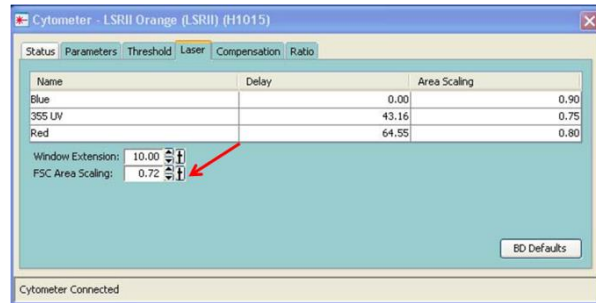 Cytometer - LSRII Orange (LSRII) (H1015)
Status Parameters Threshold Laser Compensation Ratio
Name Delay Area Scaling
Blue 0.00 0.90
355 UV 43.16 0.75
Red 64.55 0.80
Window Extension: 10.00
FSC Area Scaling: 0.72
BD Defaults
Cytometer Connected